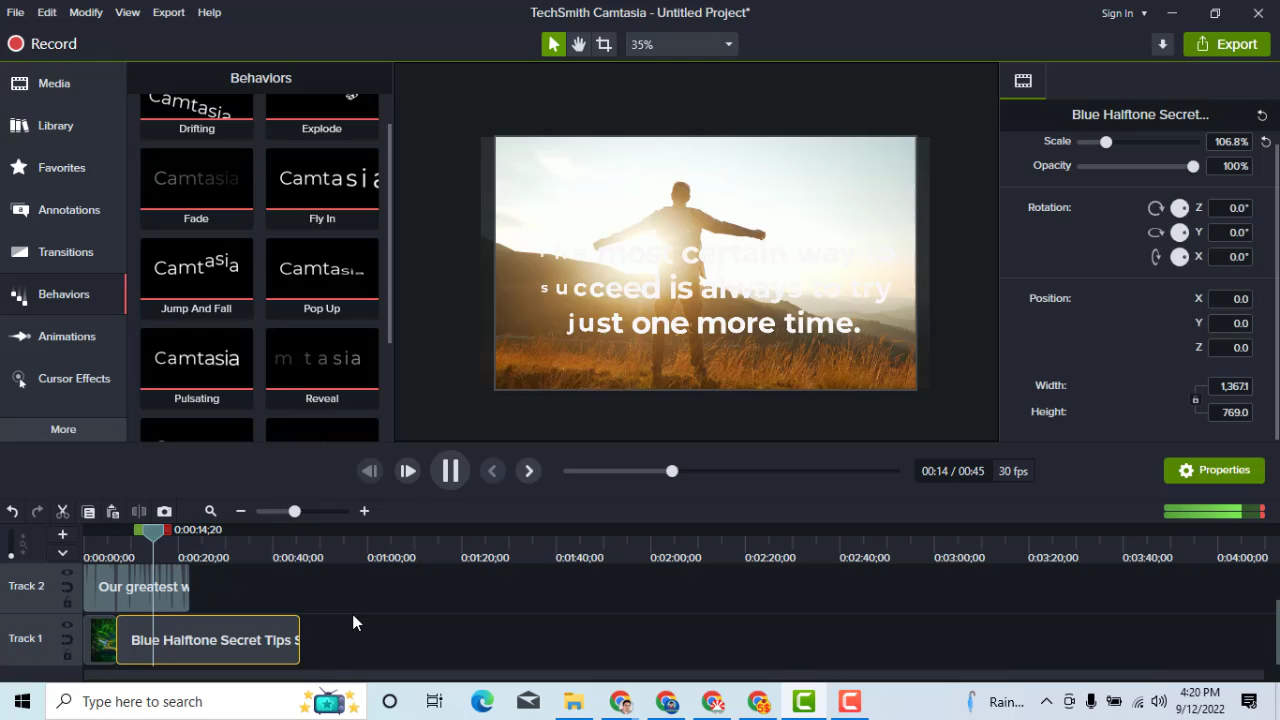 File Edit Modify View Export Help TechSmith Camtasia - Untitled Project* Sign In
Record 35% Export
Media
Library
Favorites
Annotations
Transitions
Behaviors
Animations
Cursor Effects
More
Behaviors
Camtasia
Drifting Explode
Camtasia Camtasia
Fade Fly In
Camtasia Camtasia
Jump And Fall Pop Up
Camtasia m t a s i a
Pulsating Reveal
most certain way
succeed is always to try
just one more time.
Blue Halftone Secret...
Scale 106.8%
Opacity 100%
Rotation: Z 0.0°
Y 0.0°
X 0.0°
Position: X 0.0
Y 0.0
Z 0.0
Width: 1,367.1
Height: 769.0
00:14 / 00:45 30 fps Properties
0:00:14;20
0:00:00;00 0:00:20;00 0:00:40;00 0:01:00;00 0:01:20;00 0:01:40;00 0:02:00;00 0:02:20;00 0:02:40;00 0:03:00;00 0:03:20;00 0:03:40;00 0:04:00;00
Track 2 Our greatest w
Track 1 Blue Halftone Secret Tips S
Type here to search Rain... 4:20 PM
9/12/2022